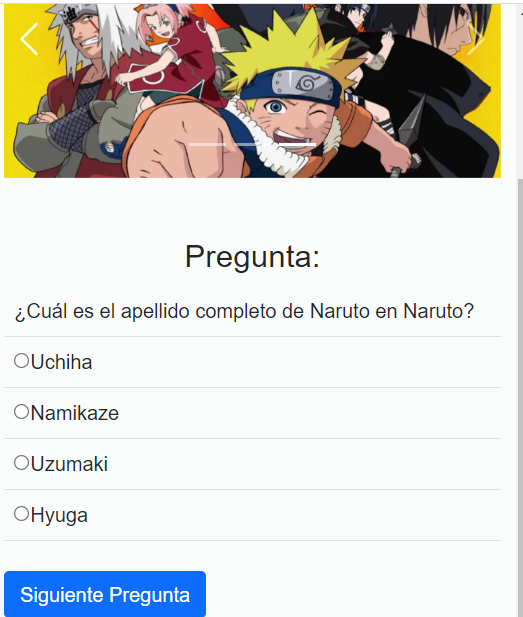 Pregunta:
¿Cuál es el apellido completo de Naruto en Naruto?
Uchiha
Namikaze
Uzumaki
Hyuga
Siguiente Pregunta